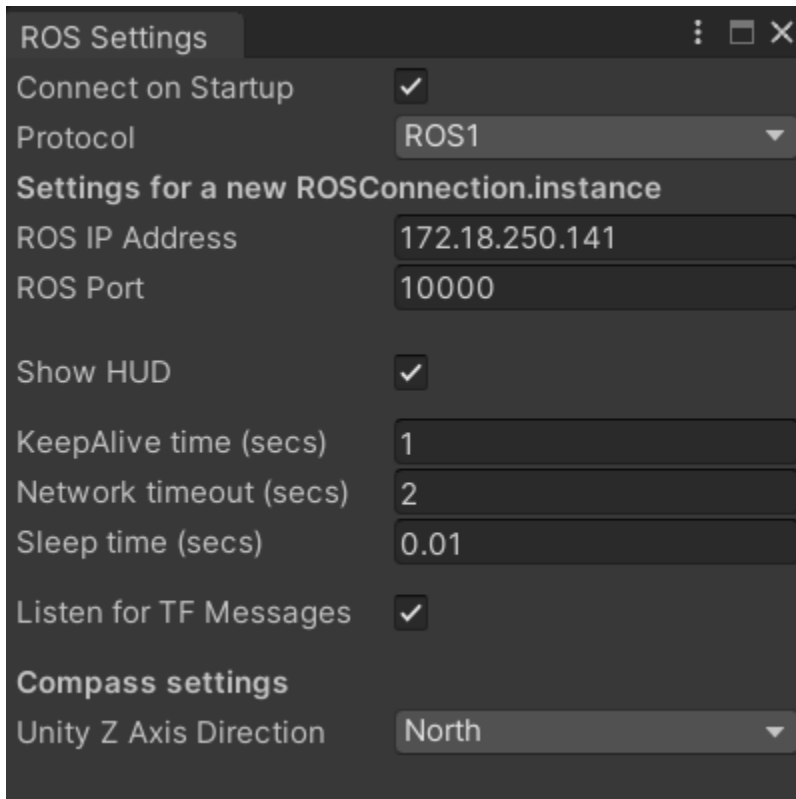 ROS Settings
Connect on Startup
Protocol ROS1
Settings for a new ROSConnection.instance
ROS IP Address 172.18.250.141
ROS Port 10000
Show HUD
KeepAlive time (secs) 1
Network timeout (secs) 2
Sleep time (secs) 0.01
Listen for TF Messages
Compass settings
Unity Z Axis Direction North